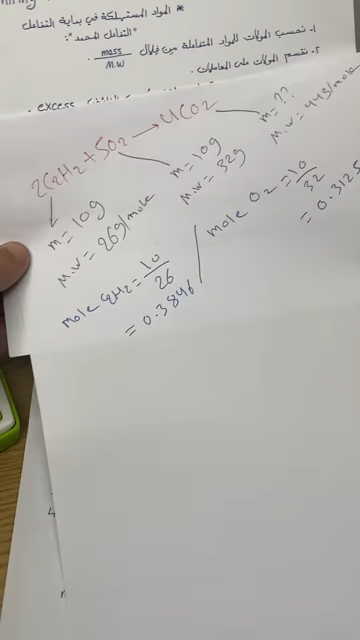 * المواد المستهلكة في بداية التفاعل
"التفاعل المحدد":
١- نحسب المولات للمواد المتفاعلة من خلال mass / M.W .
٢- نقسم المولات على المعاملات.
excess
2C2H2 + 5O2 → 4CO2
m = 10g
M.W = 26g/mole
m = 10g
M.W = 32g
m = ??
M.W = 44g/mole
mole C2H2 = 10/26
= 0.3846
mole O2 = 10/32
= 0.3125